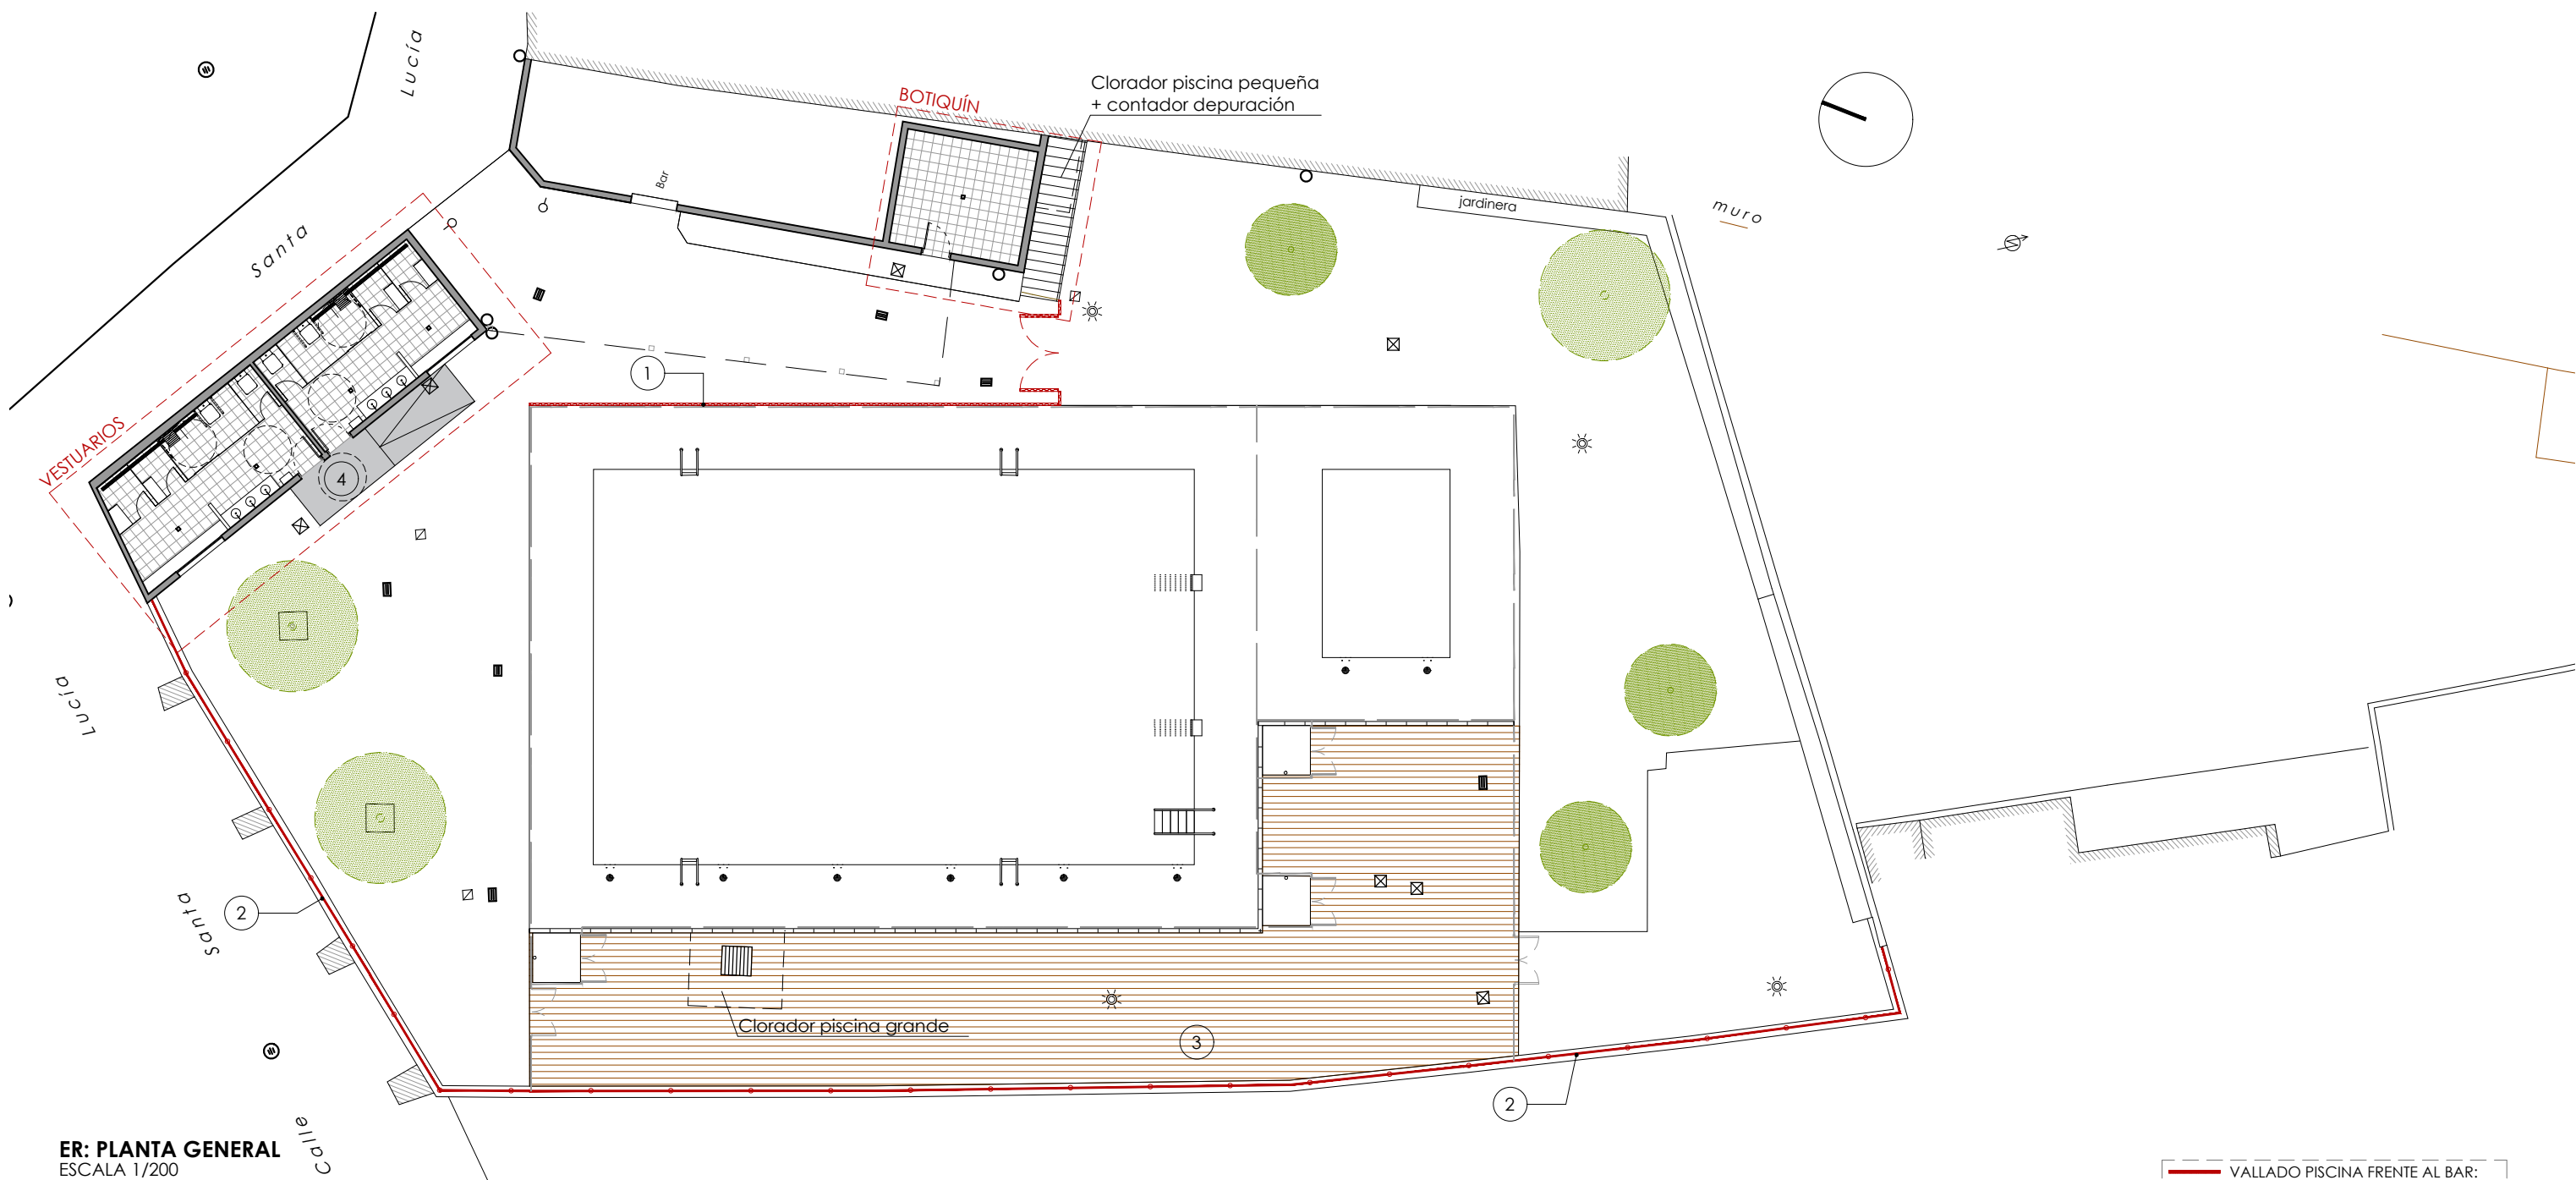 Lucía
Santa
BOTIQUÍN
Clorador piscina pequeña
+ contador depuración
Bar
jardinera
muro
VESTUARIOS
1
4
Lucía
Santa
Calle
2
Clorador piscina grande
3
2
ER: PLANTA GENERAL
ESCALA 1/200
VALLADO PISCINA FRENTE AL BAR: